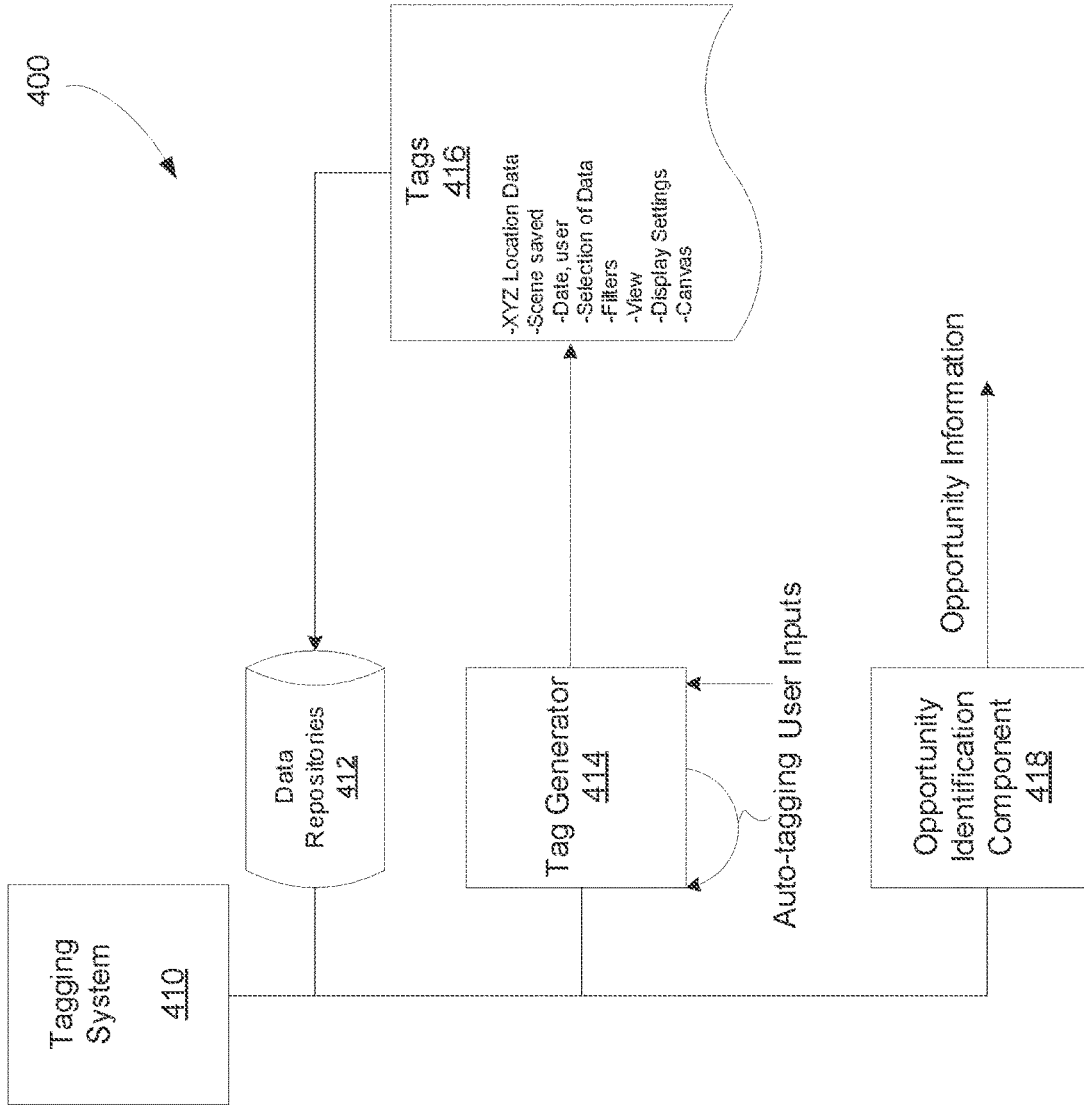 400
Tagging
System
410
Data
Repositories
412
Tags
416
-XYZ Location Data
-Scene saved
-Date, user
-Selection of Data
-Filters
-View
-Display Settings
-Canvas
Tag Generator
414
Auto-tagging User Inputs
Opportunity
Identification
Component
418
Opportunity Information